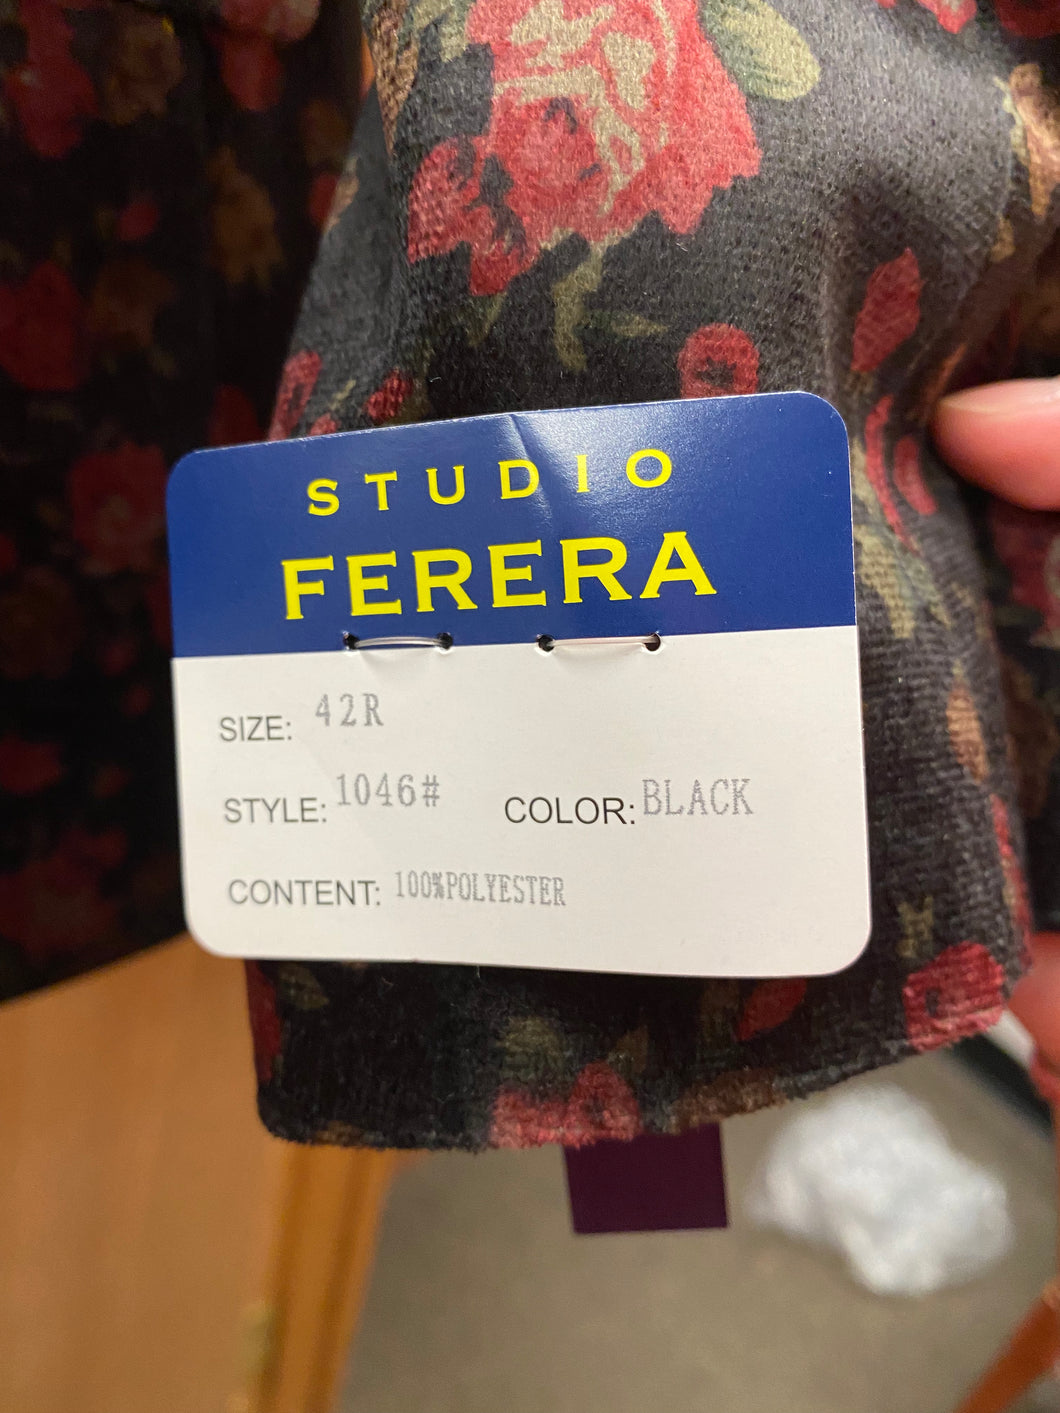 STUDIO
FERERA
SIZE: 42R
STYLE: 1046# COLOR: BLACK
CONTENT: 100%POLYESTER